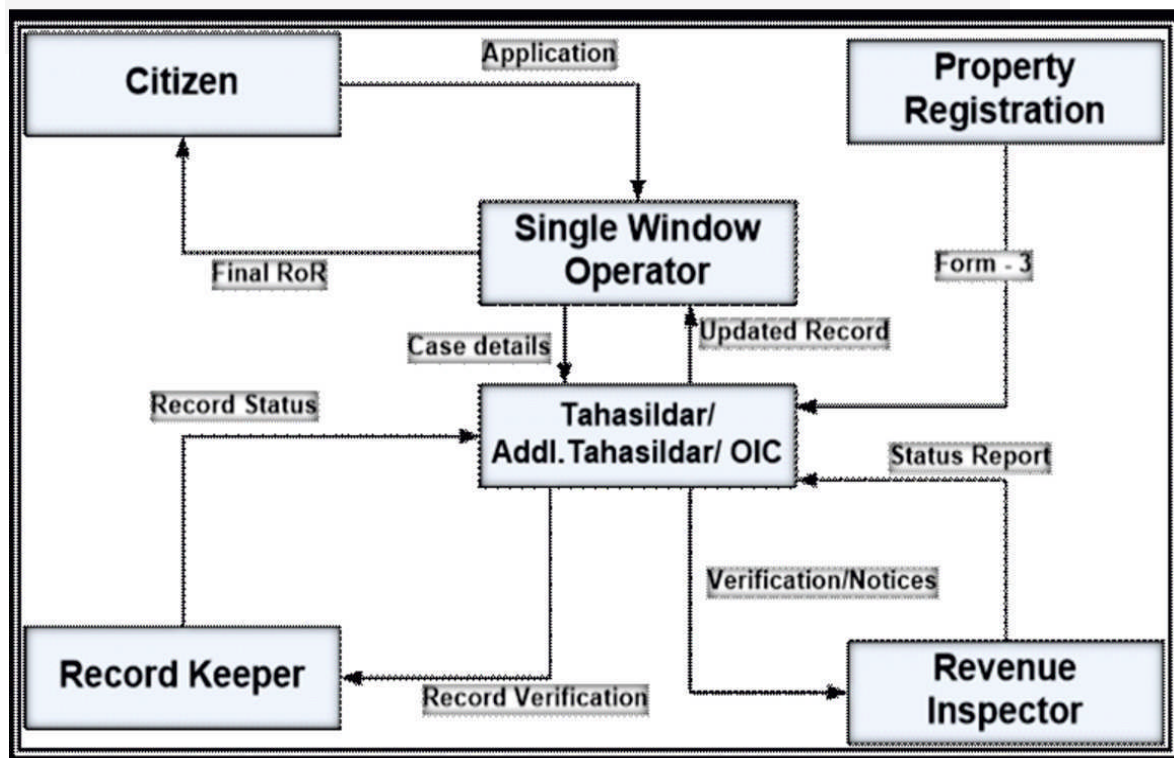 Citizen
Application
Property
Registration
Single Window
Operator
Final RoR
Form - 3
Case details
Updated Record
Record Status
Tahasildar/
Addl.Tahasildar/ OIC
Status Report
Verification/Notices
Record Keeper
Record Verification
Revenue
Inspector